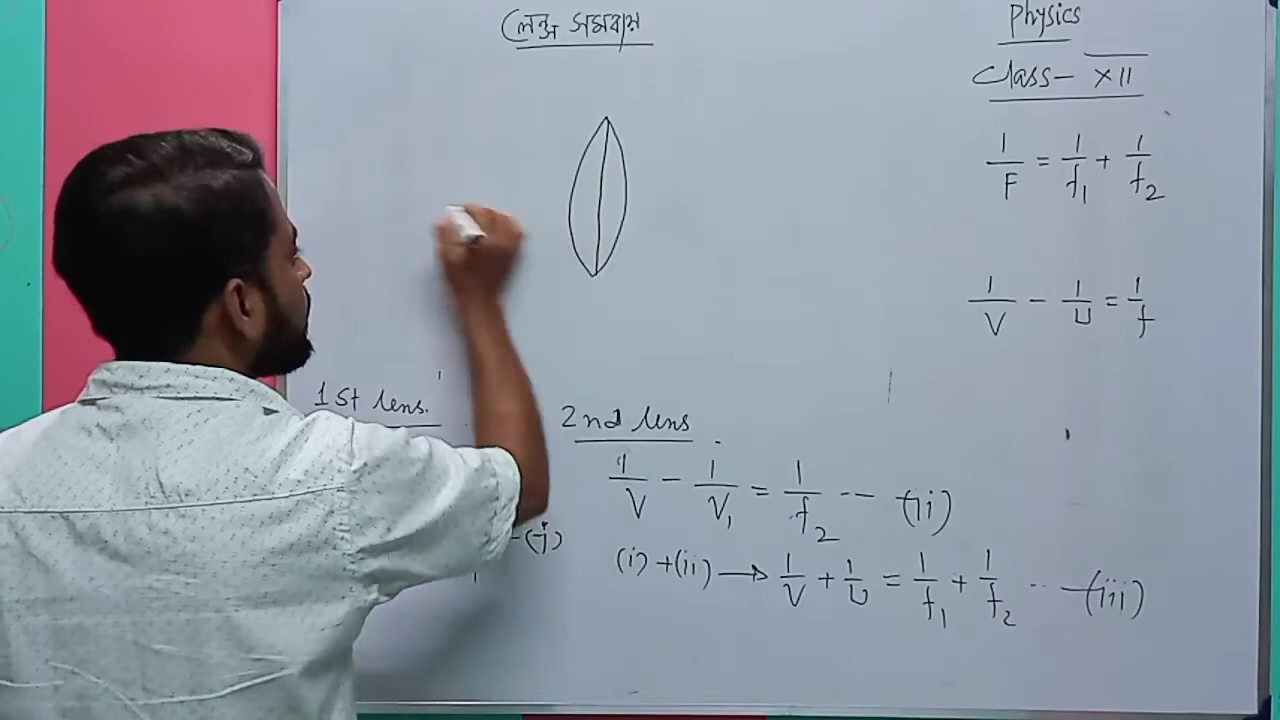 লেন্স সমবায়
Physics
Class - XII
1/F = 1/f₁ + 1/f₂
1/V - 1/U = 1/f
1st lens.
2nd lens
1/V - 1/V₁ = 1/f₂ --- (ii)
-(i)
(i) + (ii) → 1/V + 1/U = 1/f₁ + 1/f₂ --- (iii)